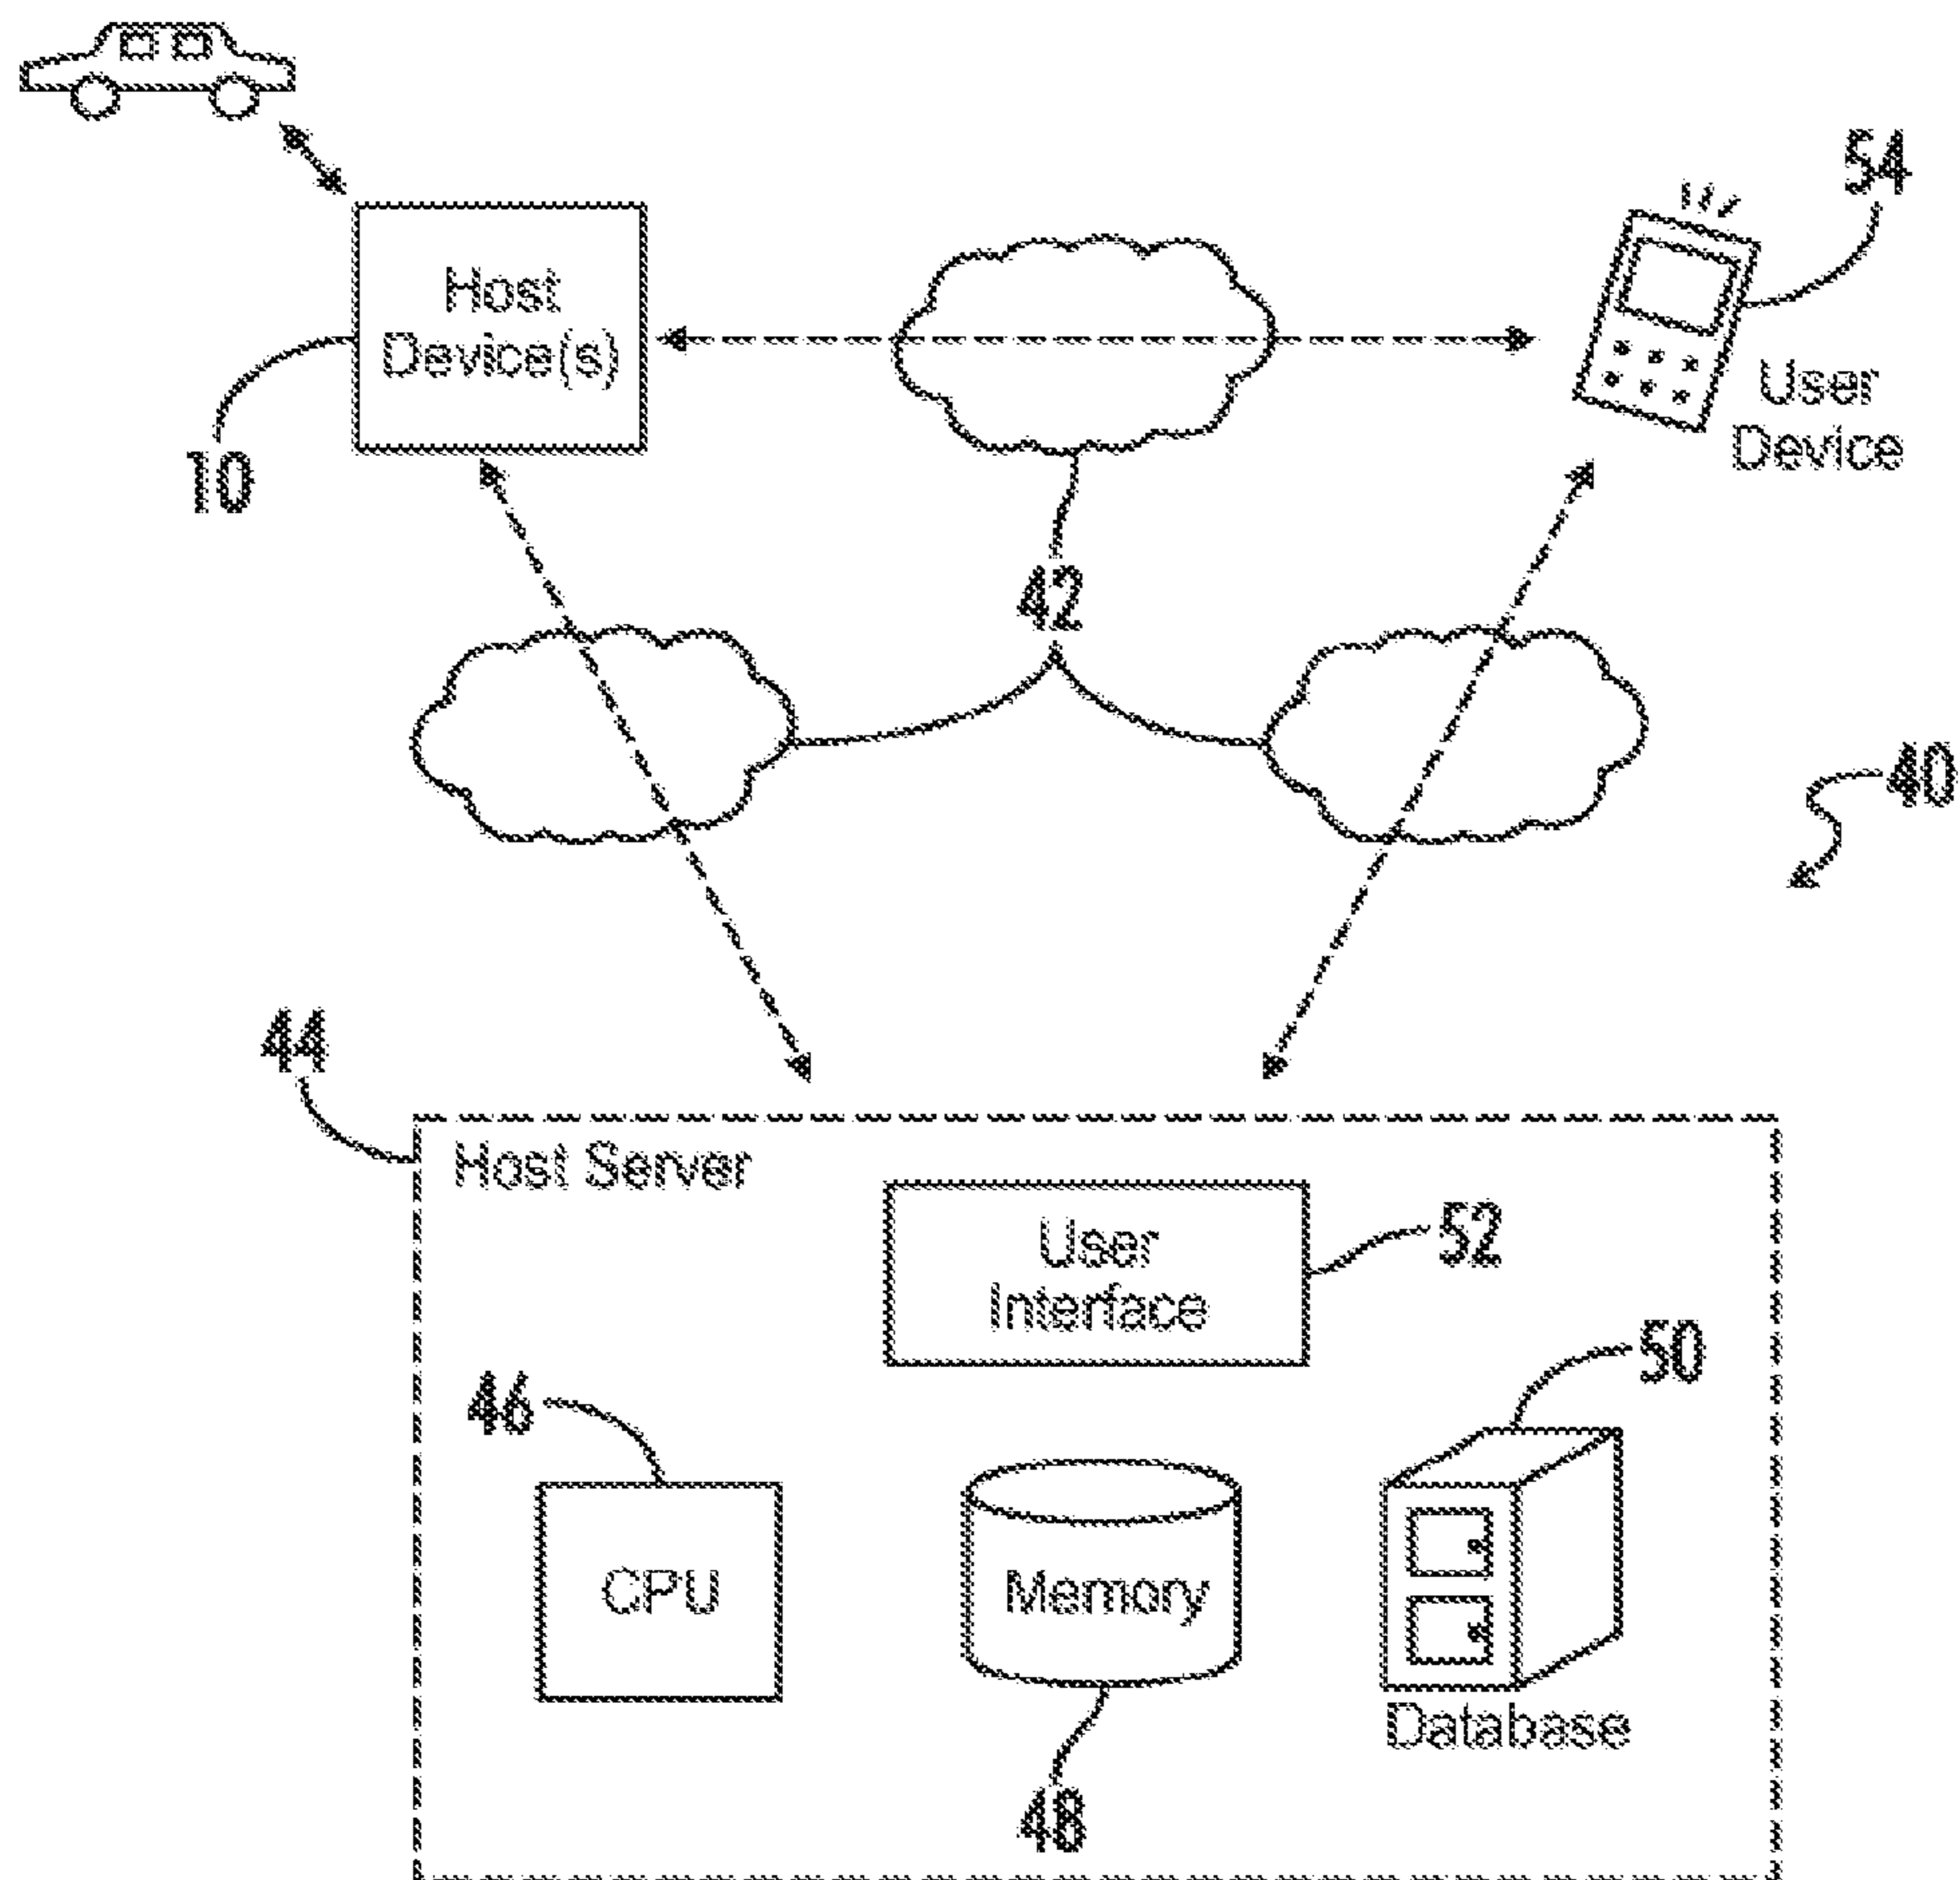 54
Host
Device(s)
User
Device
10
42
40
44
Host Server
User
Interface
52
50
46
CPU
Memory
Database
48